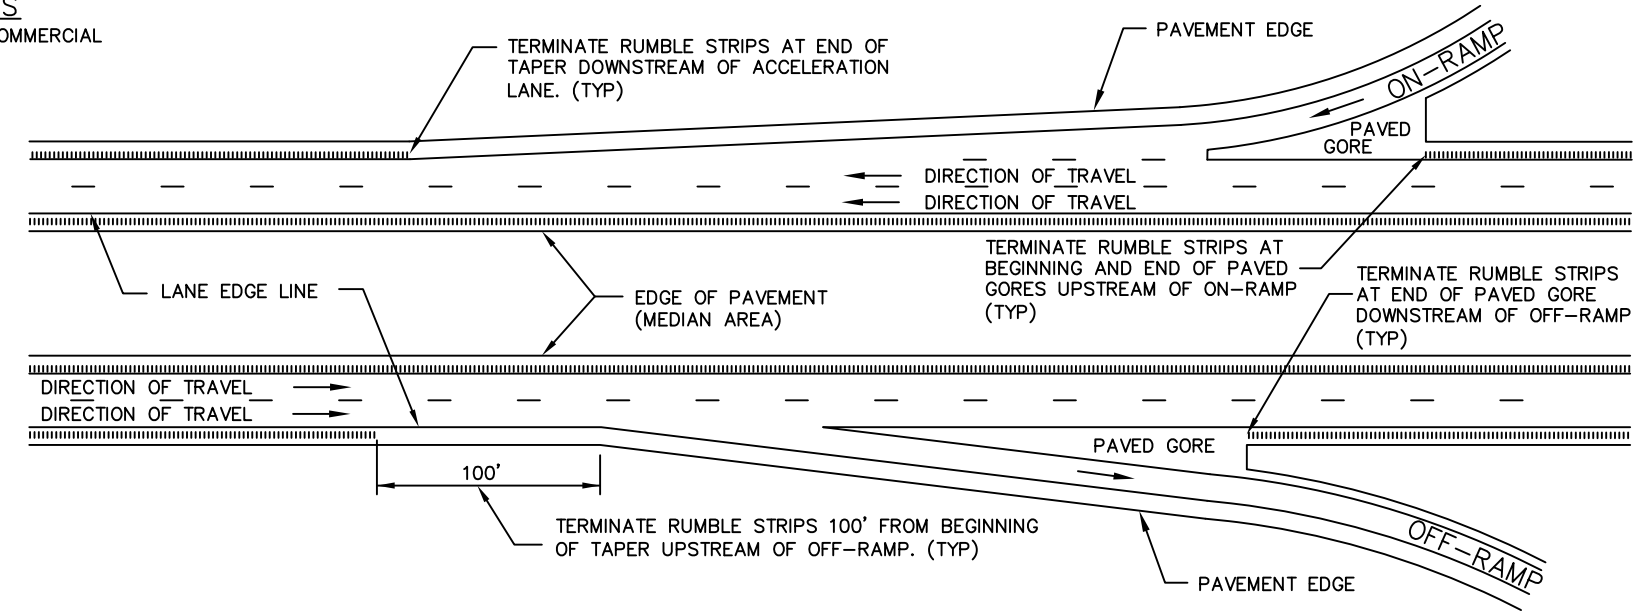 S
OMMERCIAL
TERMINATE RUMBLE STRIPS AT END OF
TAPER DOWNSTREAM OF ACCELERATION
LANE. (TYP)
PAVEMENT EDGE
ON-RAMP
PAVED
GORE
DIRECTION OF TRAVEL
DIRECTION OF TRAVEL
TERMINATE RUMBLE STRIPS AT
BEGINNING AND END OF PAVED
GORES UPSTREAM OF ON-RAMP
(TYP)
TERMINATE RUMBLE STRIPS
AT END OF PAVED GORE
DOWNSTREAM OF OFF-RAMP
(TYP)
LANE EDGE LINE
EDGE OF PAVEMENT
(MEDIAN AREA)
DIRECTION OF TRAVEL
DIRECTION OF TRAVEL
PAVED GORE
100'
TERMINATE RUMBLE STRIPS 100' FROM BEGINNING
OF TAPER UPSTREAM OF OFF-RAMP. (TYP)
OFF-RAMP
PAVEMENT EDGE